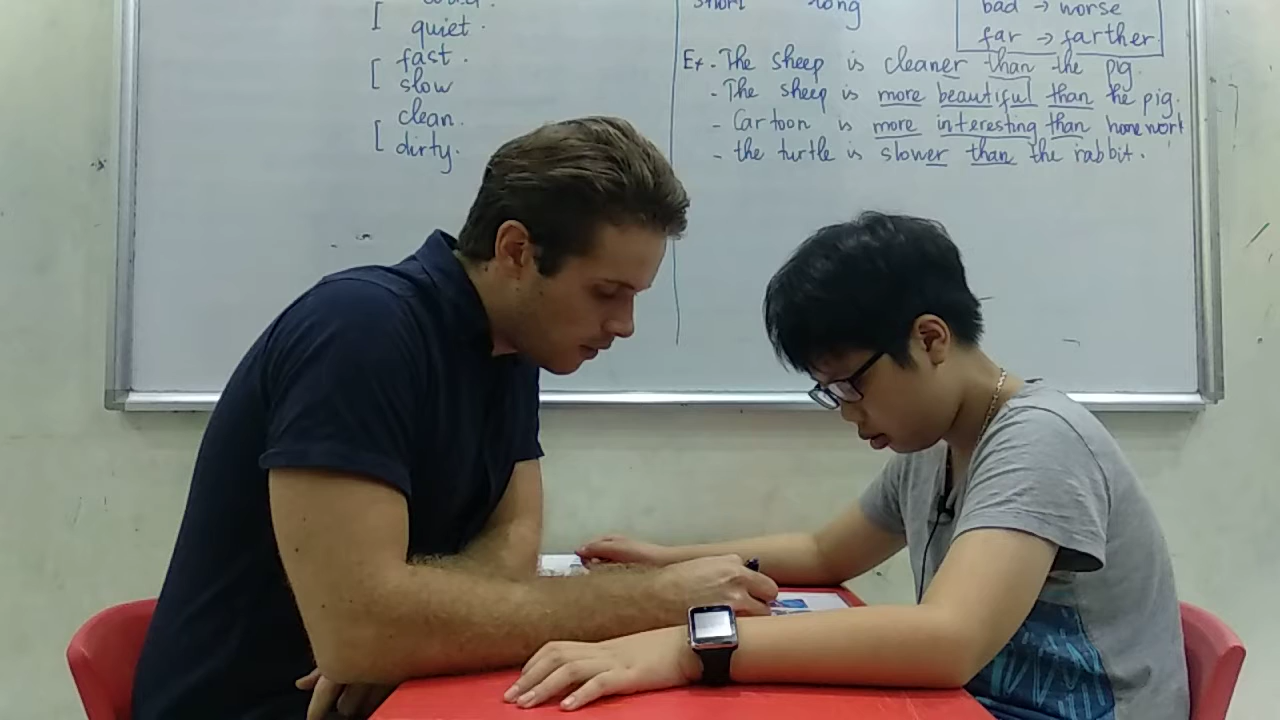 quiet.
fast.
slow
clean.
dirty.
short long
bad → worse
far → farther
Ex. The sheep is cleaner than the pig.
- The sheep is more beautiful than the pig.
- Cartoon is more interesting than homework
- the turtle is slower than the rabbit.